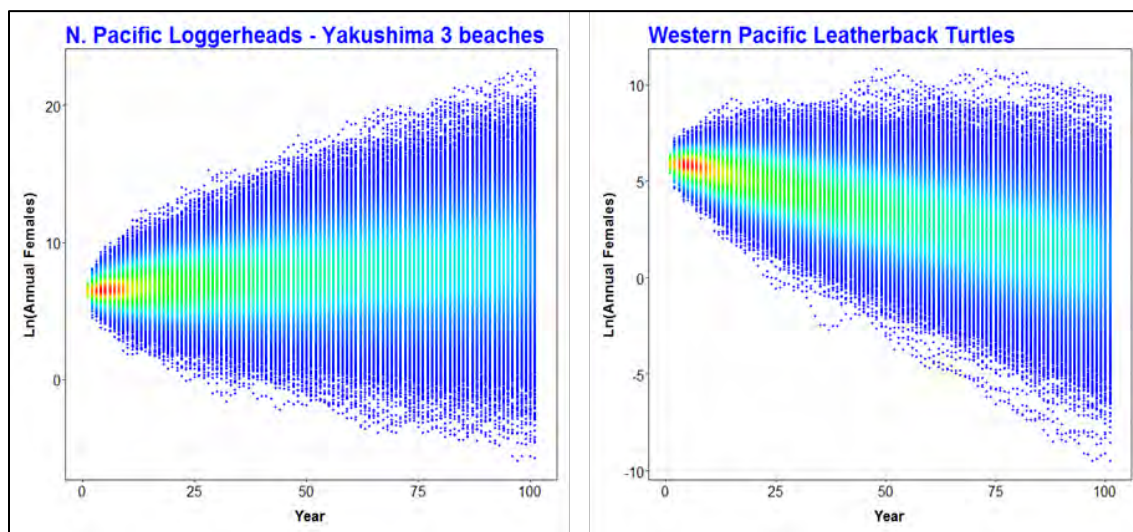 N. Pacific Loggerheads - Yakushima 3 beaches
20
10
0
Ln(Annual Females)
0 25 50 75 100
Year
Western Pacific Leatherback Turtles
10
5
0
-5
-10
Ln(Annual Females)
0 25 50 75 100
Year